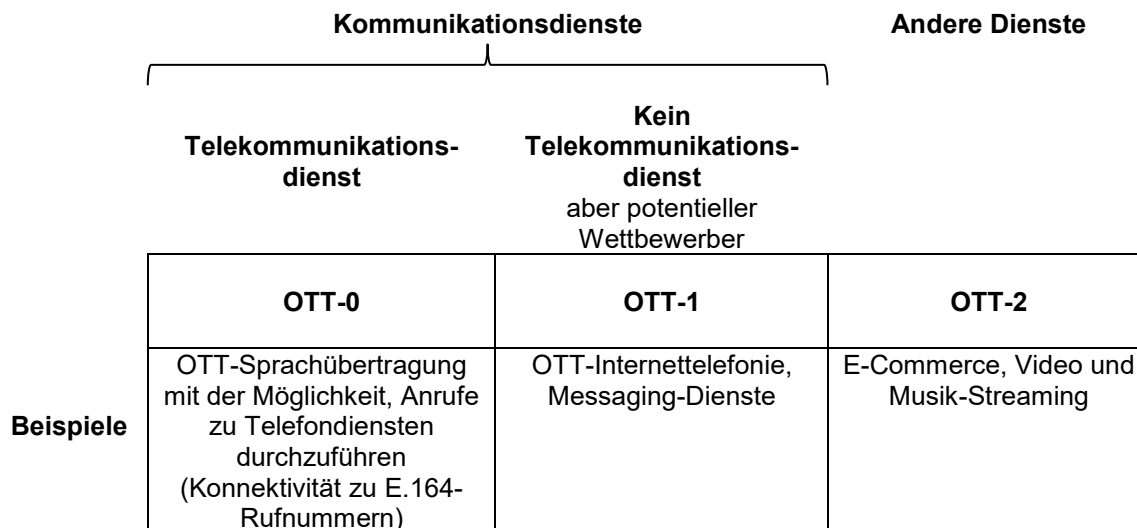 Kommunikationsdienste
Andere Dienste
Telekommunikations-
dienst
Kein
Telekommunikations-
dienst
aber potentieller
Wettbewerber
OTT-0
OTT-1
OTT-2
Beispiele
OTT-Sprachübertragung
mit der Möglichkeit, Anrufe
zu Telefondiensten
durchzuführen
(Konnektivität zu E.164-
Rufnummern)
OTT-Internettelefonie,
Messaging-Dienste
E-Commerce, Video und
Musik-Streaming